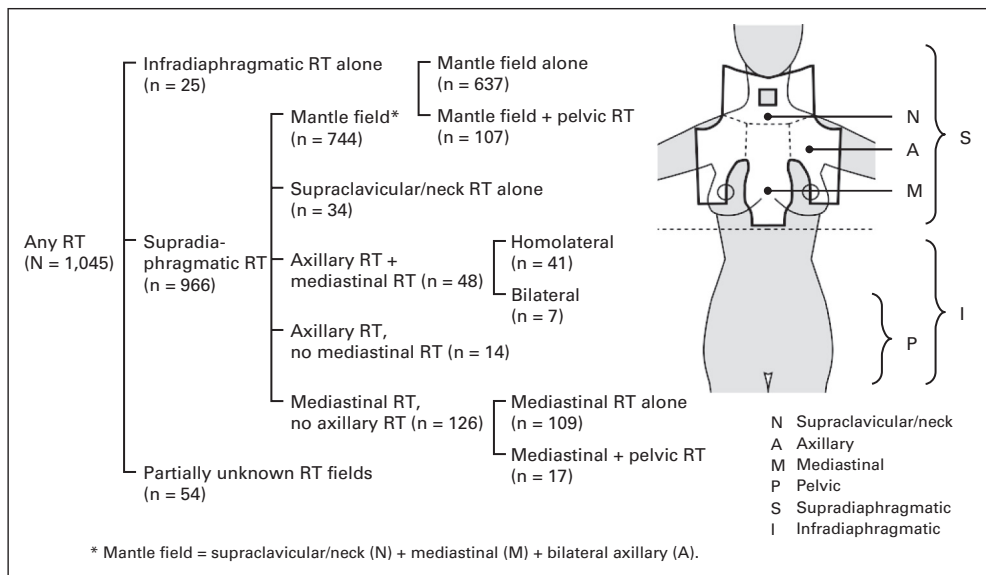 Infradiaphragmatic RT alone
(n = 25)
Mantle field alone
(n = 637)
Mantle field*
(n = 744)
Mantle field + pelvic RT
(n = 107)
Supraclavicular/neck RT alone
(n = 34)
Any RT
(N = 1,045)
Supradia-
phragmatic RT
(n = 966)
Axillary RT +
mediastinal RT (n = 48)
Homolateral
(n = 41)
Bilateral
(n = 7)
Axillary RT,
no mediastinal RT (n = 14)
Mediastinal RT,
no axillary RT (n = 126)
Mediastinal RT alone
(n = 109)
Mediastinal + pelvic RT
(n = 17)
Partially unknown RT fields
(n = 54)
N
A
M
S
P
I
N Supraclavicular/neck
A Axillary
M Mediastinal
P Pelvic
S Supradiaphragmatic
I Infradiaphragmatic
* Mantle field = supraclavicular/neck (N) + mediastinal (M) + bilateral axillary (A).